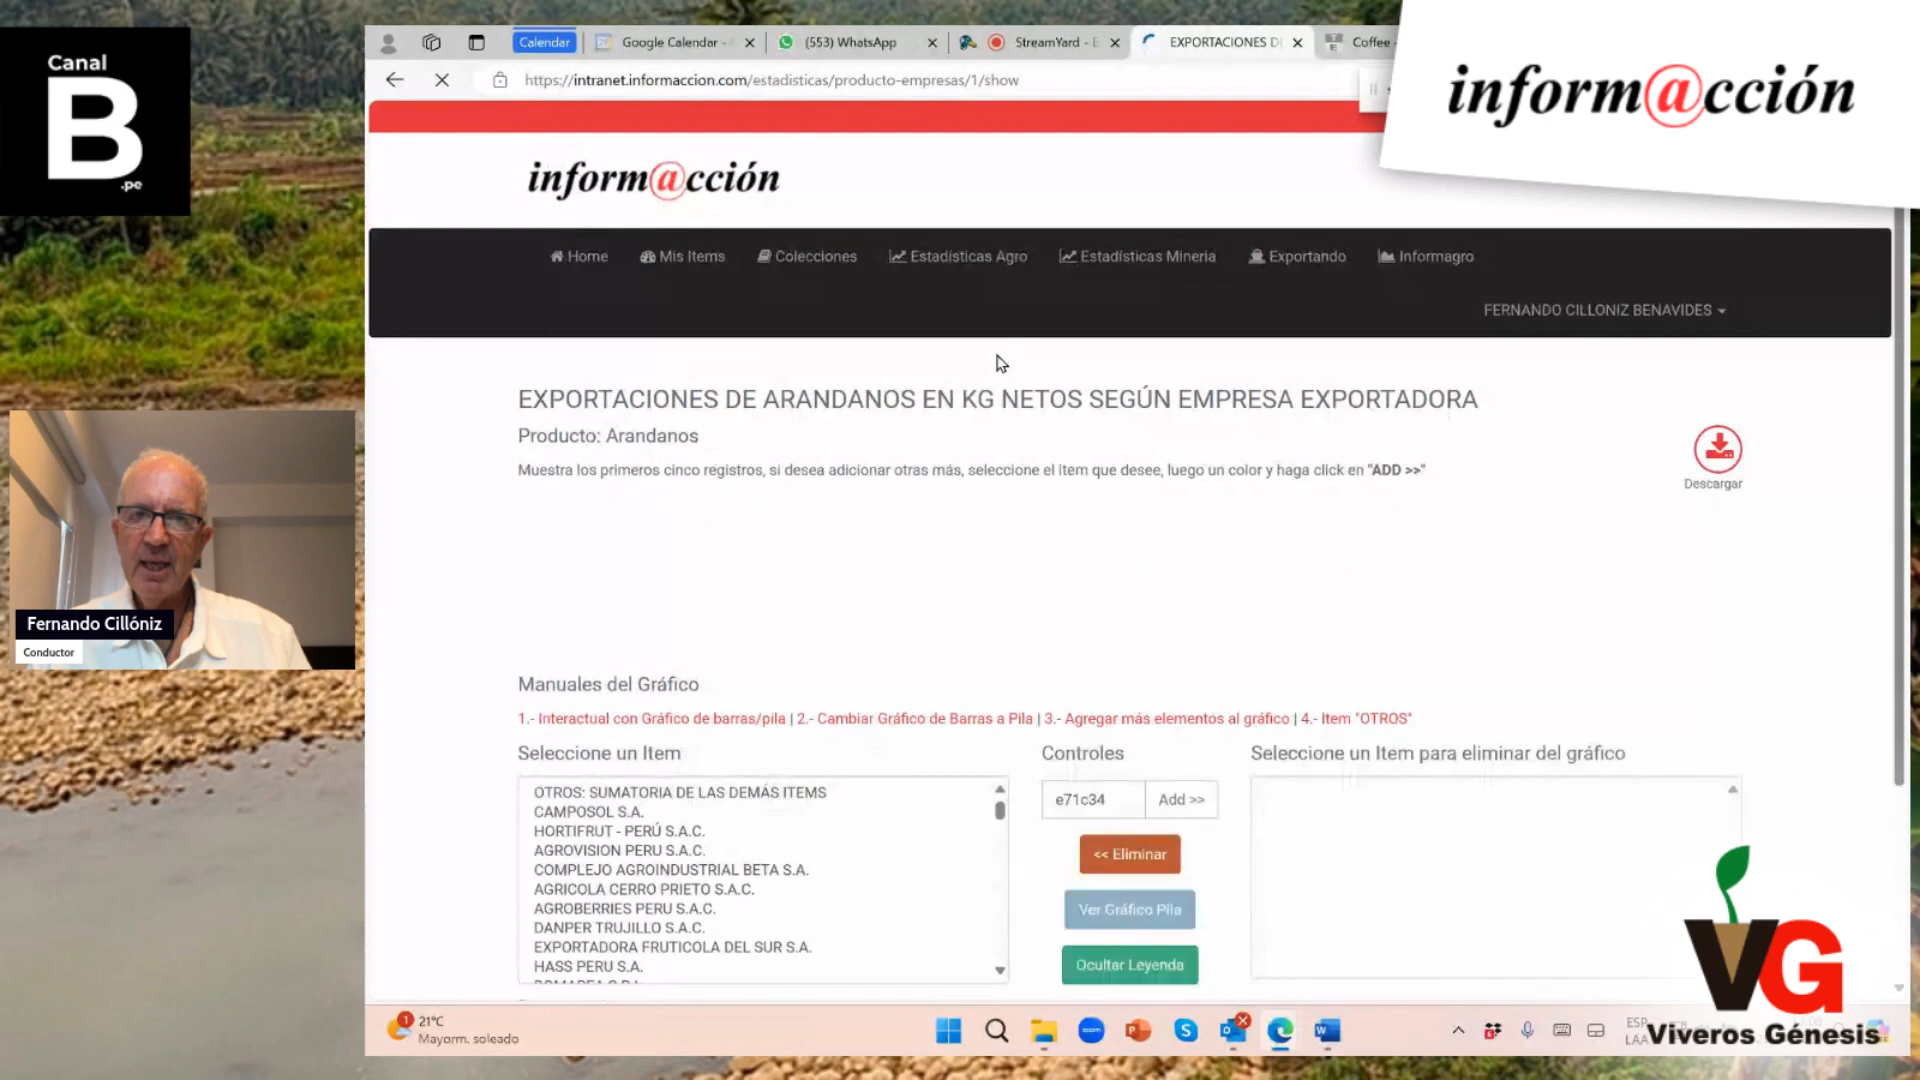 Canal
B
.pe
Calendar
Google Calendar -
(553) WhatsApp
StreamYard - E
EXPORTACIONES DE
Coffee -
https://intranet.informaccion.com/estadisticas/producto-empresas/1/show
inform@cción
inform@cción
Home
Mis Items
Colecciones
Estadísticas Agro
Estadísticas Mineria
Exportando
Informagro
FERNANDO CILLONIZ BENAVIDES
EXPORTACIONES DE ARANDANOS EN KG NETOS SEGÚN EMPRESA EXPORTADORA
Producto: Arandanos
Muestra los primeros cinco registros, si desea adicionar otras más, seleccione el item que desee, luego un color y haga click en "ADD >>"
Descargar
Fernando Cillóniz
Conductor
Manuales del Gráfico
1.- Interactual con Gráfico de barras/pila | 2.- Cambiar Gráfico de Barras a Pila | 3.- Agregar más elementos al gráfico | 4.- Item "OTROS"
Seleccione un Item
Controles
Seleccione un Item para eliminar del gráfico
OTROS: SUMATORIA DE LAS DEMÁS ITEMS
CAMPOSOL S.A.
HORTIFRUT - PERÚ S.A.C.
AGROVISION PERU S.A.C.
COMPLEJO AGROINDUSTRIAL BETA S.A.
AGRICOLA CERRO PRIETO S.A.C.
AGROBERRIES PERU S.A.C.
DANPER TRUJILLO S.A.C.
EXPORTADORA FRUTICOLA DEL SUR S.A.
HASS PERU S.A.
e71c34
Add >>
<< Eliminar
Ver Gráfico Pila
Ocultar Leyenda
VG
Viveros Génesis
1
21°C
Mayorm. soleado
zoom
ESP
LAA